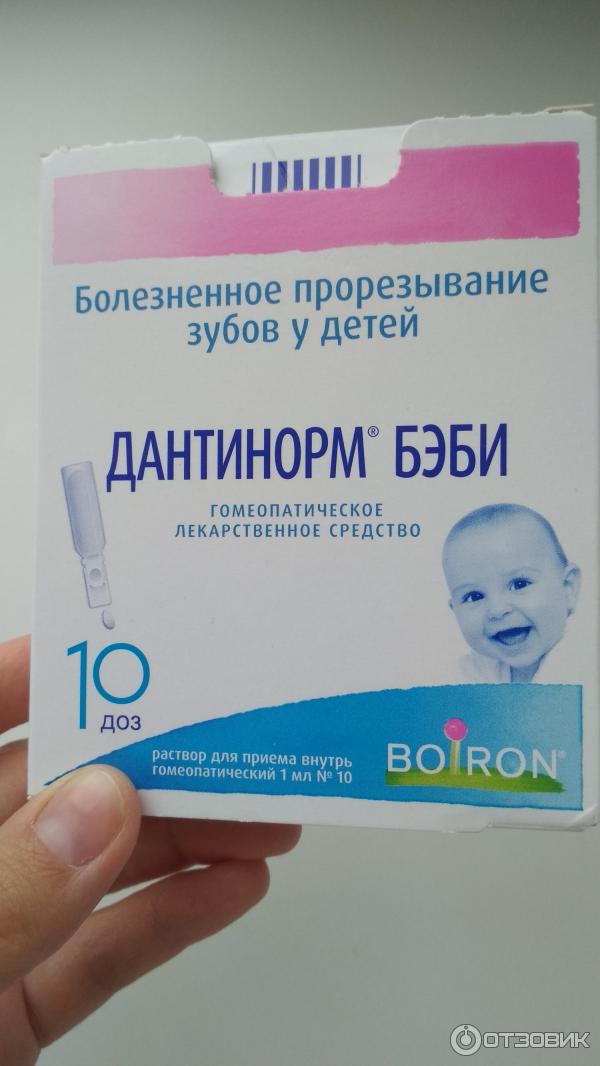 Болезненное прорезывание
зубов у детей
ДАНТИНОРМ® БЭБИ
ГОМЕОПАТИЧЕСКОЕ
ЛЕКАРСТВЕННОЕ СРЕДСТВО
10
ДОЗ
раствор для приема внутрь
гомеопатический 1 мл № 10
BOIRON®
ОТЗОВИК